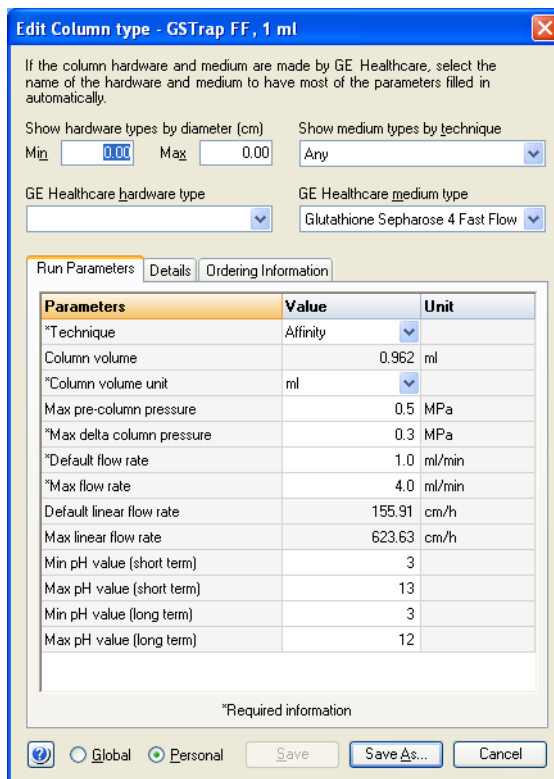 Edit Column type - GSTrap FF, 1 ml
If the column hardware and medium are made by GE Healthcare, select the
name of the hardware and medium to have most of the parameters filled in
automatically.
Show hardware types by diameter (cm)
Show medium types by technique
Min 0.00 Max 0.00
Any
GE Healthcare hardware type
GE Healthcare medium type
Glutathione Sepharose 4 Fast Flow
Run Parameters Details Ordering Information
Parameters Value Unit
*Technique Affinity
Column volume 0.962 ml
*Column volume unit ml
Max pre-column pressure 0.5 MPa
*Max delta column pressure 0.3 MPa
*Default flow rate 1.0 ml/min
*Max flow rate 4.0 ml/min
Default linear flow rate 155.91 cm/h
Max linear flow rate 623.63 cm/h
Min pH value (short term) 3
Max pH value (short term) 13
Min pH value (long term) 3
Max pH value (long term) 12
*Required information
Global Personal Save Save As... Cancel